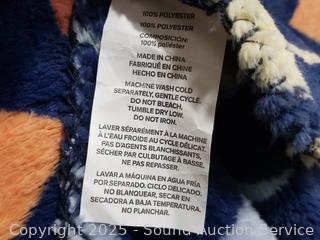 100% POLYESTER
100% POLYESTER
COMPOSICIÓN:
100% poliéster
MADE IN CHINA
FABRIQUÉ EN CHINE
HECHO EN CHINA
MACHINE WASH COLD
SEPARATELY, GENTLE CYCLE.
DO NOT BLEACH.
TUMBLE DRY LOW.
DO NOT IRON.
LAVER SÉPARÉMENT À LA MACHINE
À L'EAU FROIDE AU CYCLE DÉLICAT.
PAS D'AGENTS BLANCHISSANTS,
SÉCHER PAR CULBUTAGE À BASSE.
NE PAS REPASSER.
LAVAR A MÁQUINA EN AGUA FRÍA
POR SEPARADO. CICLO DELICADO.
NO BLANQUEAR, SECAR EN
SECADORA A BAJA TEMPERATURA.
NO PLANCHAR.
Copyright 2025 - Sound Auction Service